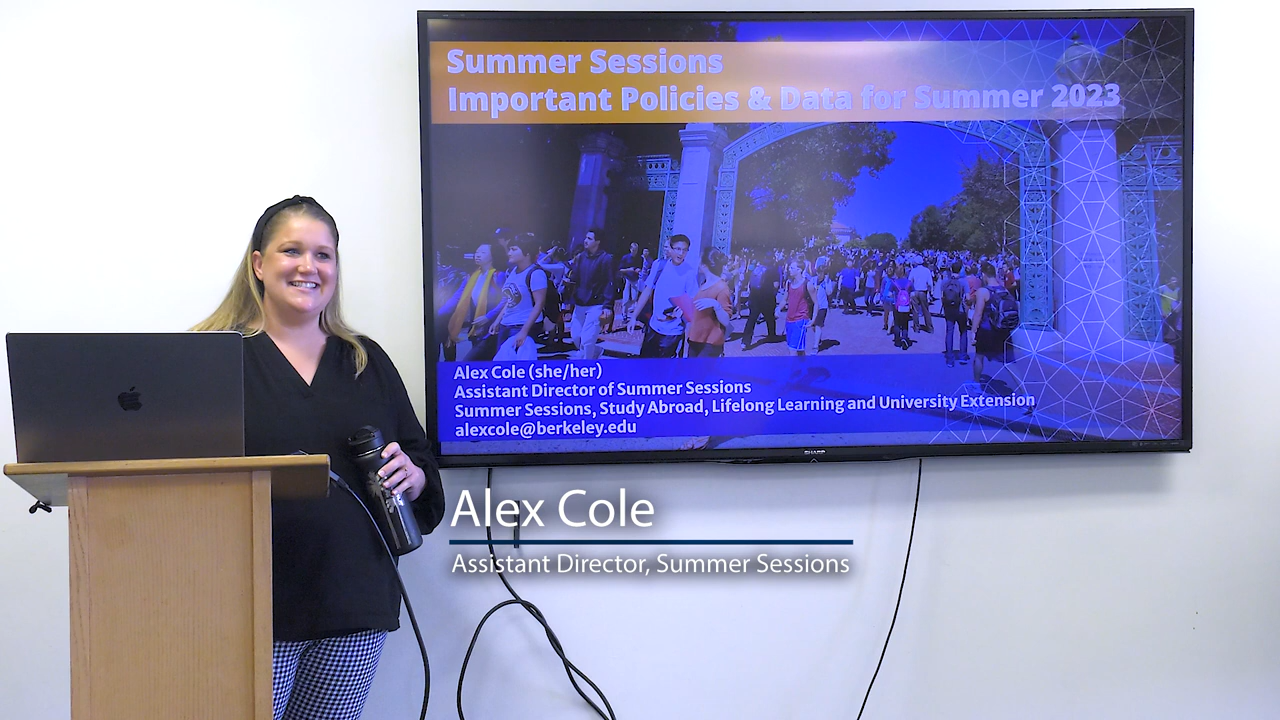 Summer Sessions
Important Policies & Data for Summer 2023
Alex Cole (she/her)
Assistant Director of Summer Sessions
Summer Sessions, Study Abroad, Lifelong Learning and University Extension
alexcole@berkeley.edu
SHARP
Alex Cole
Assistant Director, Summer Sessions